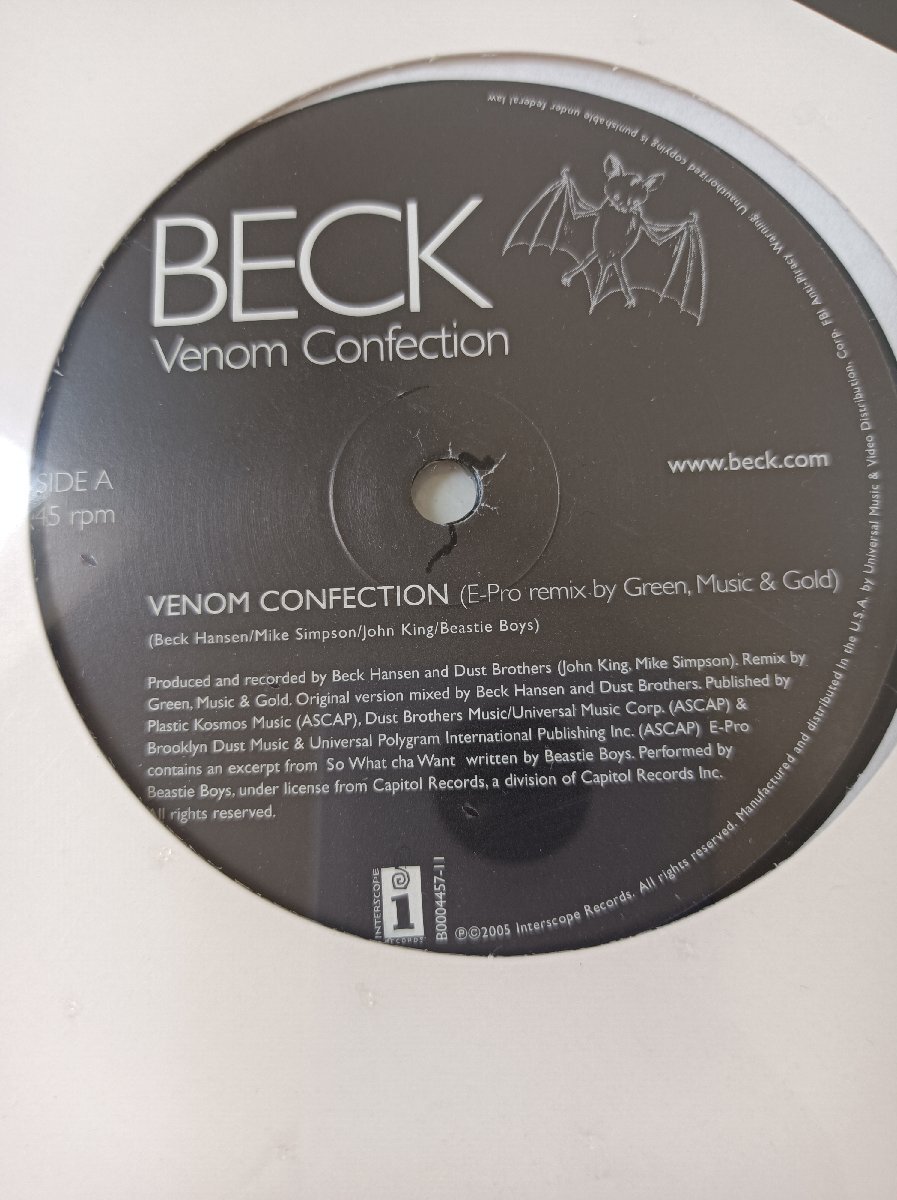 BECK
Venom Confection
www.beck.com
SIDE A
45 rpm
VENOM CONFECTION (E-Pro remix by Green, Music & Gold)
(Beck Hansen/Mike Simpson/John King/Beastie Boys)
Produced and recorded by Beck Hansen and Dust Brothers (John King, Mike Simpson). Remix by
Green, Music & Gold. Original version mixed by Beck Hansen and Dust Brothers. Published by
Plastic Kosmos Music (ASCAP), Dust Brothers Music/Universal Music Corp. (ASCAP) &
Brooklyn Dust Music & Universal Polygram International Publishing Inc. (ASCAP) E-Pro
contains an excerpt from So What cha Want written by Beastie Boys. Performed by
Beastie Boys, under license from Capitol Records, a division of Capitol Records Inc.
All rights reserved.
INTERSCOPE
i
RECORDS
B0004457-11
℗©2005 Interscope Records. All rights reserved. Manufactured and distributed in the U.S.A. by Universal Music & Video Distribution, Corp. FBI Anti-Piracy Warning: Unauthorized copying is punishable under federal law